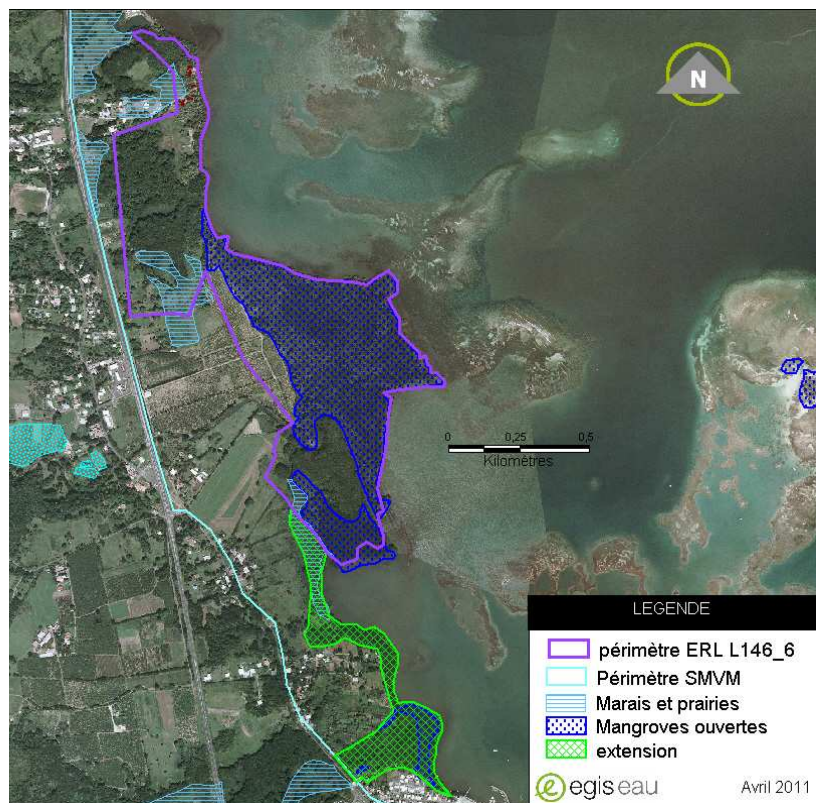 N
0 0,25 0,5
Kilomètres
LEGENDE
périmètre ERL L146_6
Périmètre SMVM
Marais et prairies
Mangroves ouvertes
extension
egis eau Avril 2011